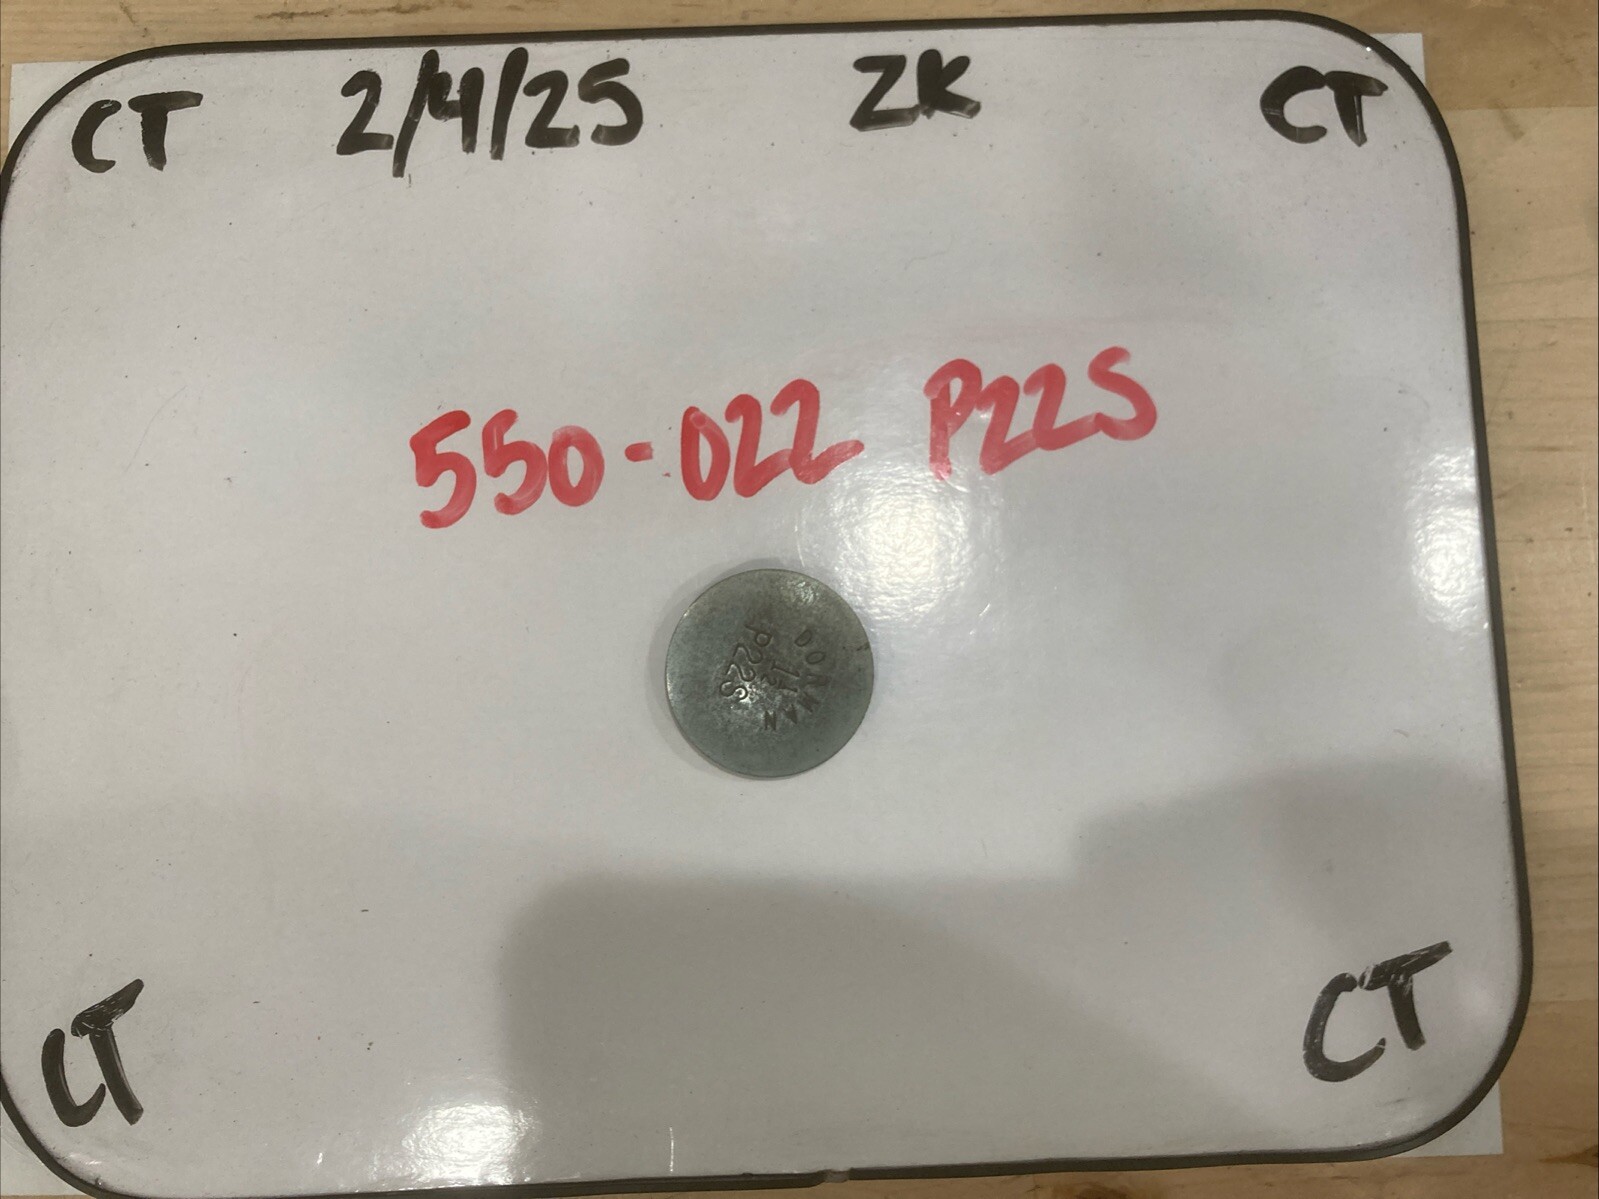 CT 2/4/25 ZK CT
550-022 P22S
DORMAN
P22S
CT CT